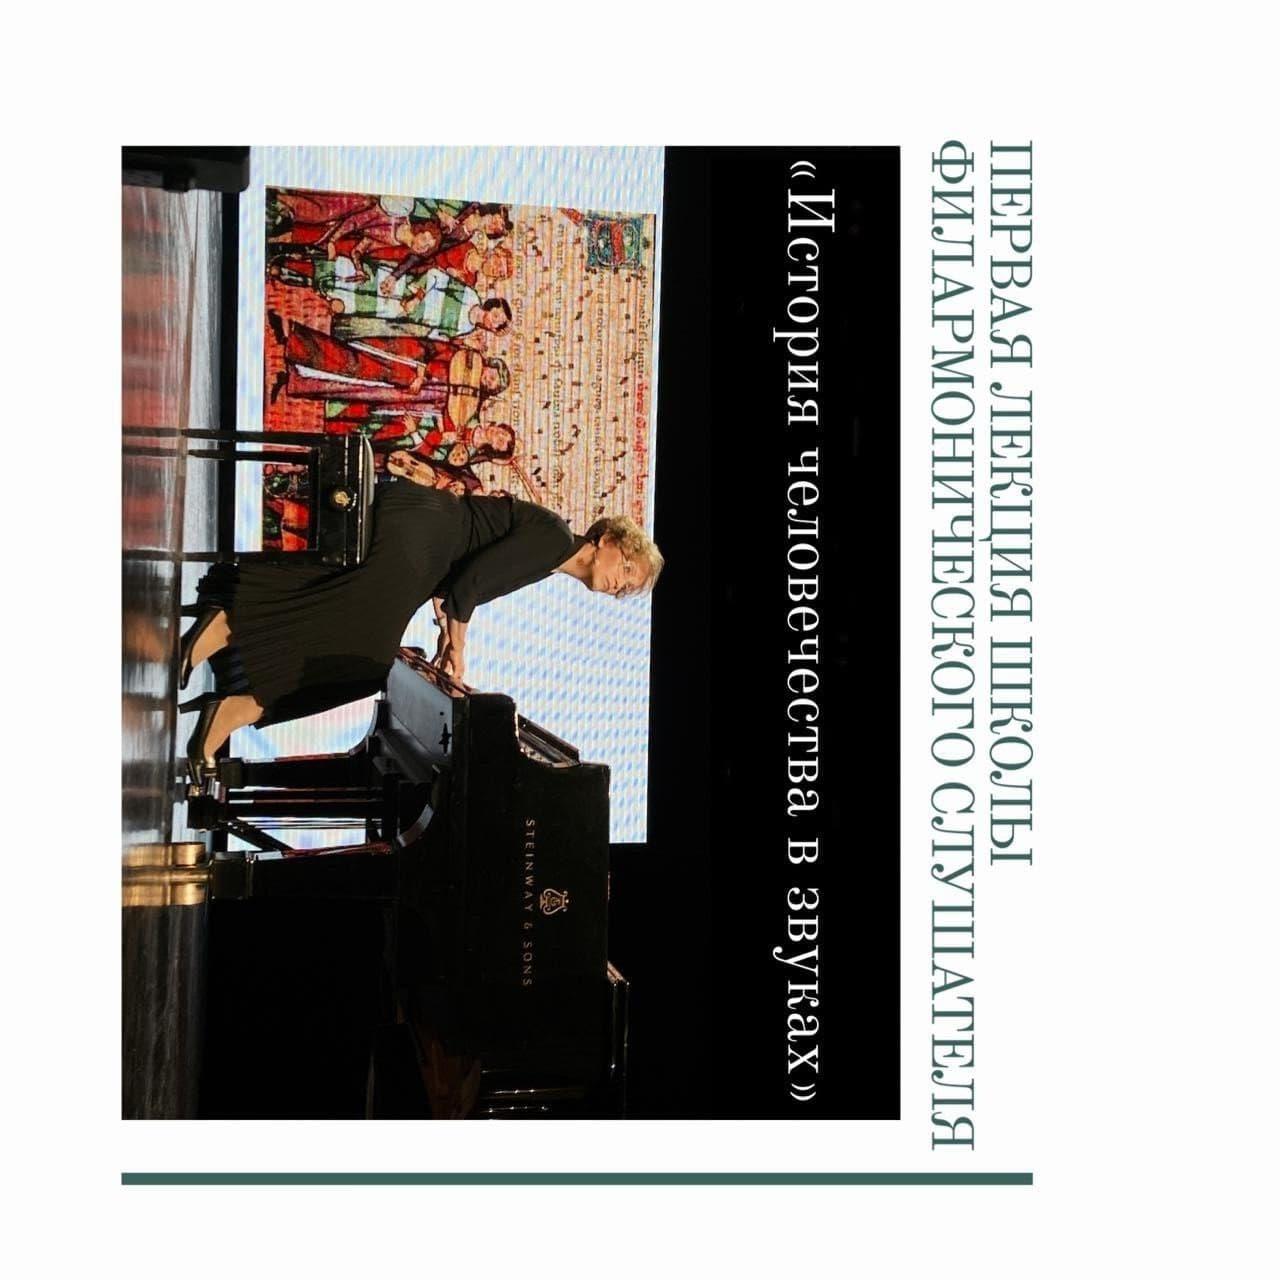 ПЕРВАЯ ЛЕКЦИЯ ШКОЛЫ
ФИЛАРМОНИЧЕСКОГО СЛУШАТЕЛЯ
«История человечества в звуках»
STEINWAY & SONS